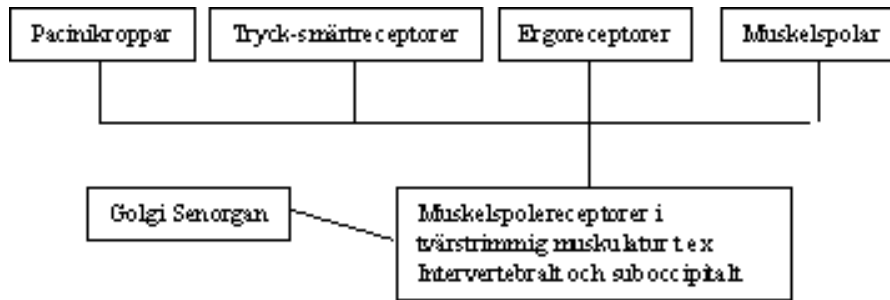 Pacinikroppar
Tryck-smärtreceptorer
Ergoreceptorer
Muskelspolar
Golgi Senorgan
Muskelspolereceptorer i
tvärstrimmig muskulatur t.ex
Intervertebralt och suboccipitalt